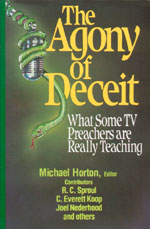 The
Agony
of
Deceit
What Some TV
Preachers are
Really Teaching
Michael Horton, Editor
Contributors
R. C. Sproul
C. Everett Koop
Joel Nederhood
and others